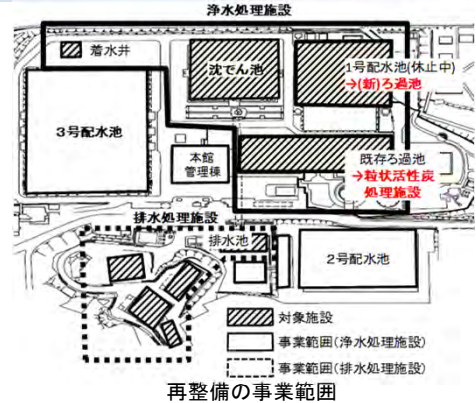 浄水処理施設
着水井
沈でん池
1号配水池(休止中)
→(新)ろ過池
3号配水池
本館
管理棟
既存ろ過池
→粒状活性炭
処理施設
排水処理施設
排水池
2号配水池
対象施設
事業範囲(浄水処理施設)
事業範囲(排水処理施設)
再整備の事業範囲